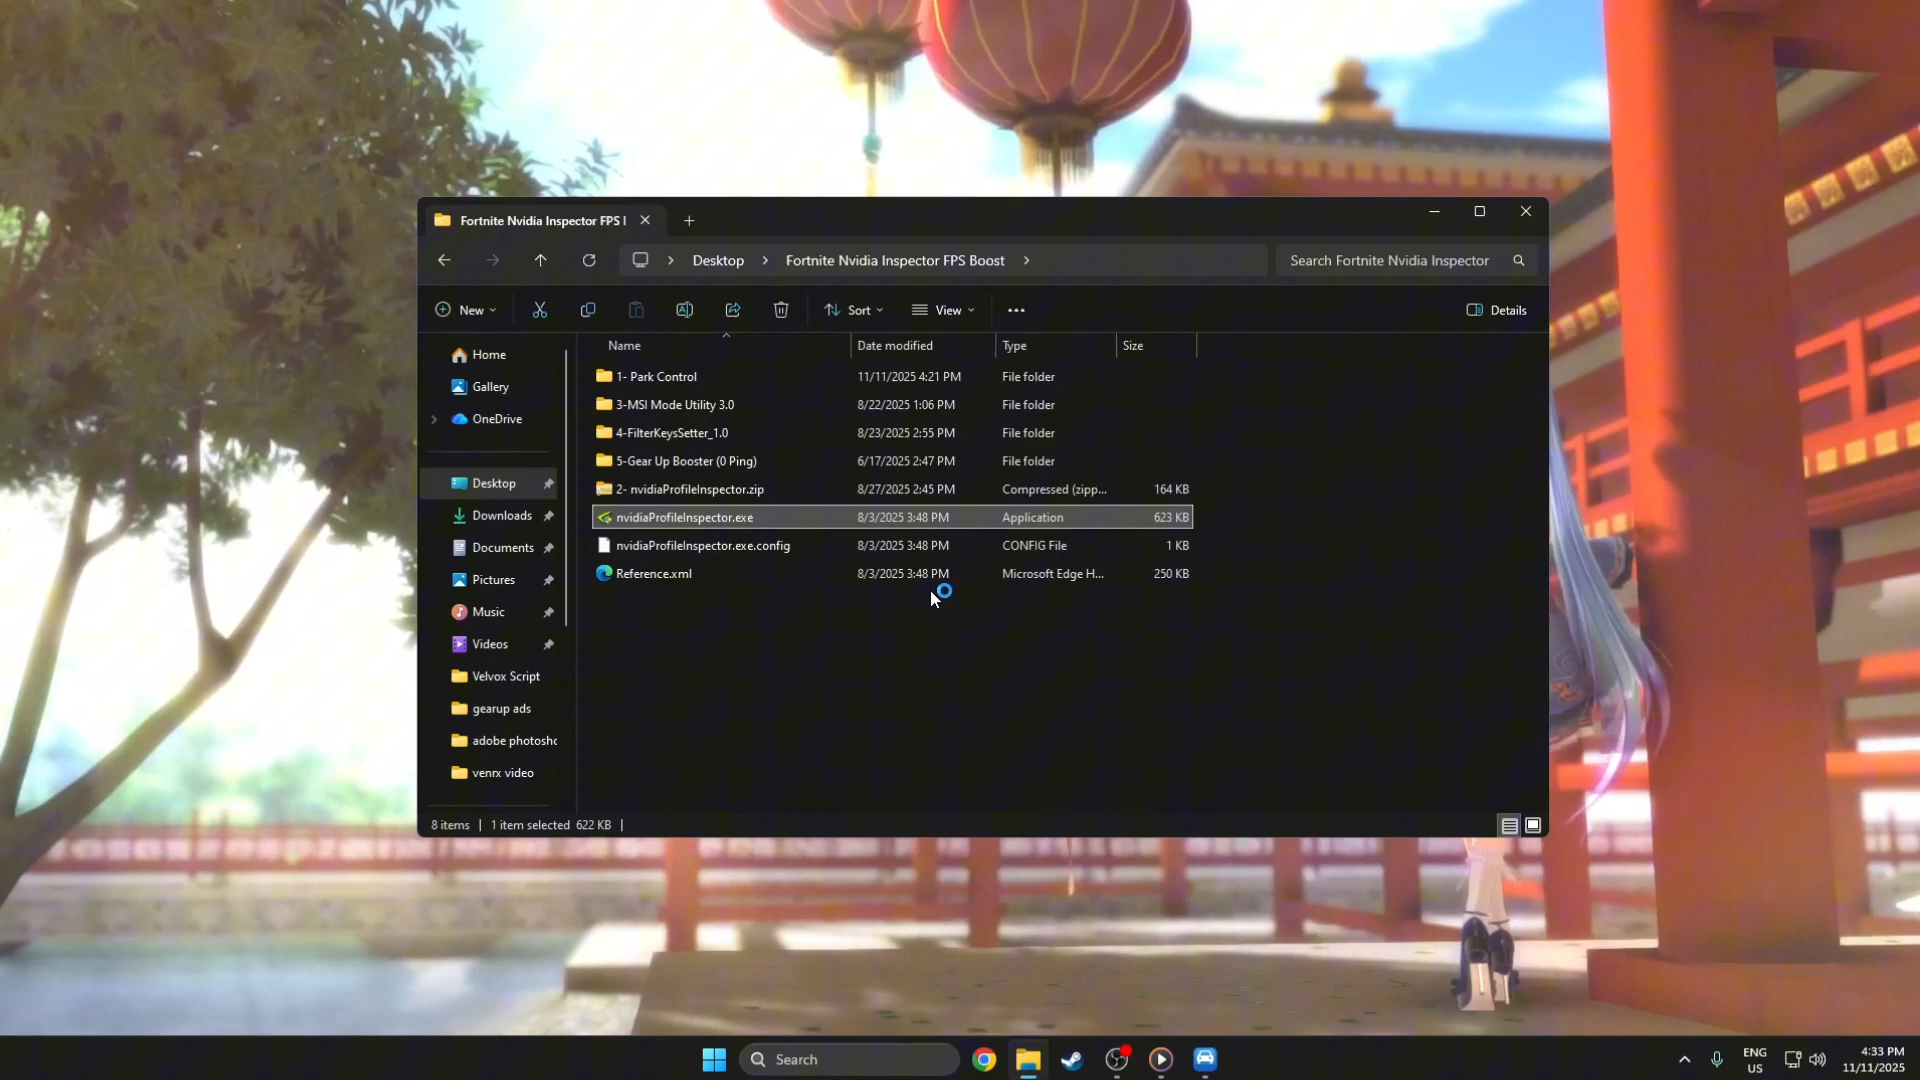 Fortnite Nvidia Inspector FPS
Desktop
Fortnite Nvidia Inspector FPS Boost
Search Fortnite Nvidia Inspector
New
Sort
View
Details
Name Date modified Type Size
Home
Gallery
OneDrive
Desktop
Downloads
Documents
Pictures
Music
Videos
Velvox Script
gearup ads
adobe photosho
venrx video
1- Park Control 11/11/2025 4:21 PM File folder
3-MSI Mode Utility 3.0 8/22/2025 1:06 PM File folder
4-FilterKeysSetter_1.0 8/23/2025 2:55 PM File folder
5-Gear Up Booster (0 Ping) 6/17/2025 2:47 PM File folder
2- nvidiaProfileInspector.zip 8/27/2025 2:45 PM Compressed (zipp... 164 KB
nvidiaProfileInspector.exe 8/3/2025 3:48 PM Application 623 KB
nvidiaProfileInspector.exe.config 8/3/2025 3:48 PM CONFIG File 1 KB
Reference.xml 8/3/2025 3:48 PM Microsoft Edge H... 250 KB
8 items 1 item selected 622 KB
Search
ENG
US
4:33 PM
11/11/2025